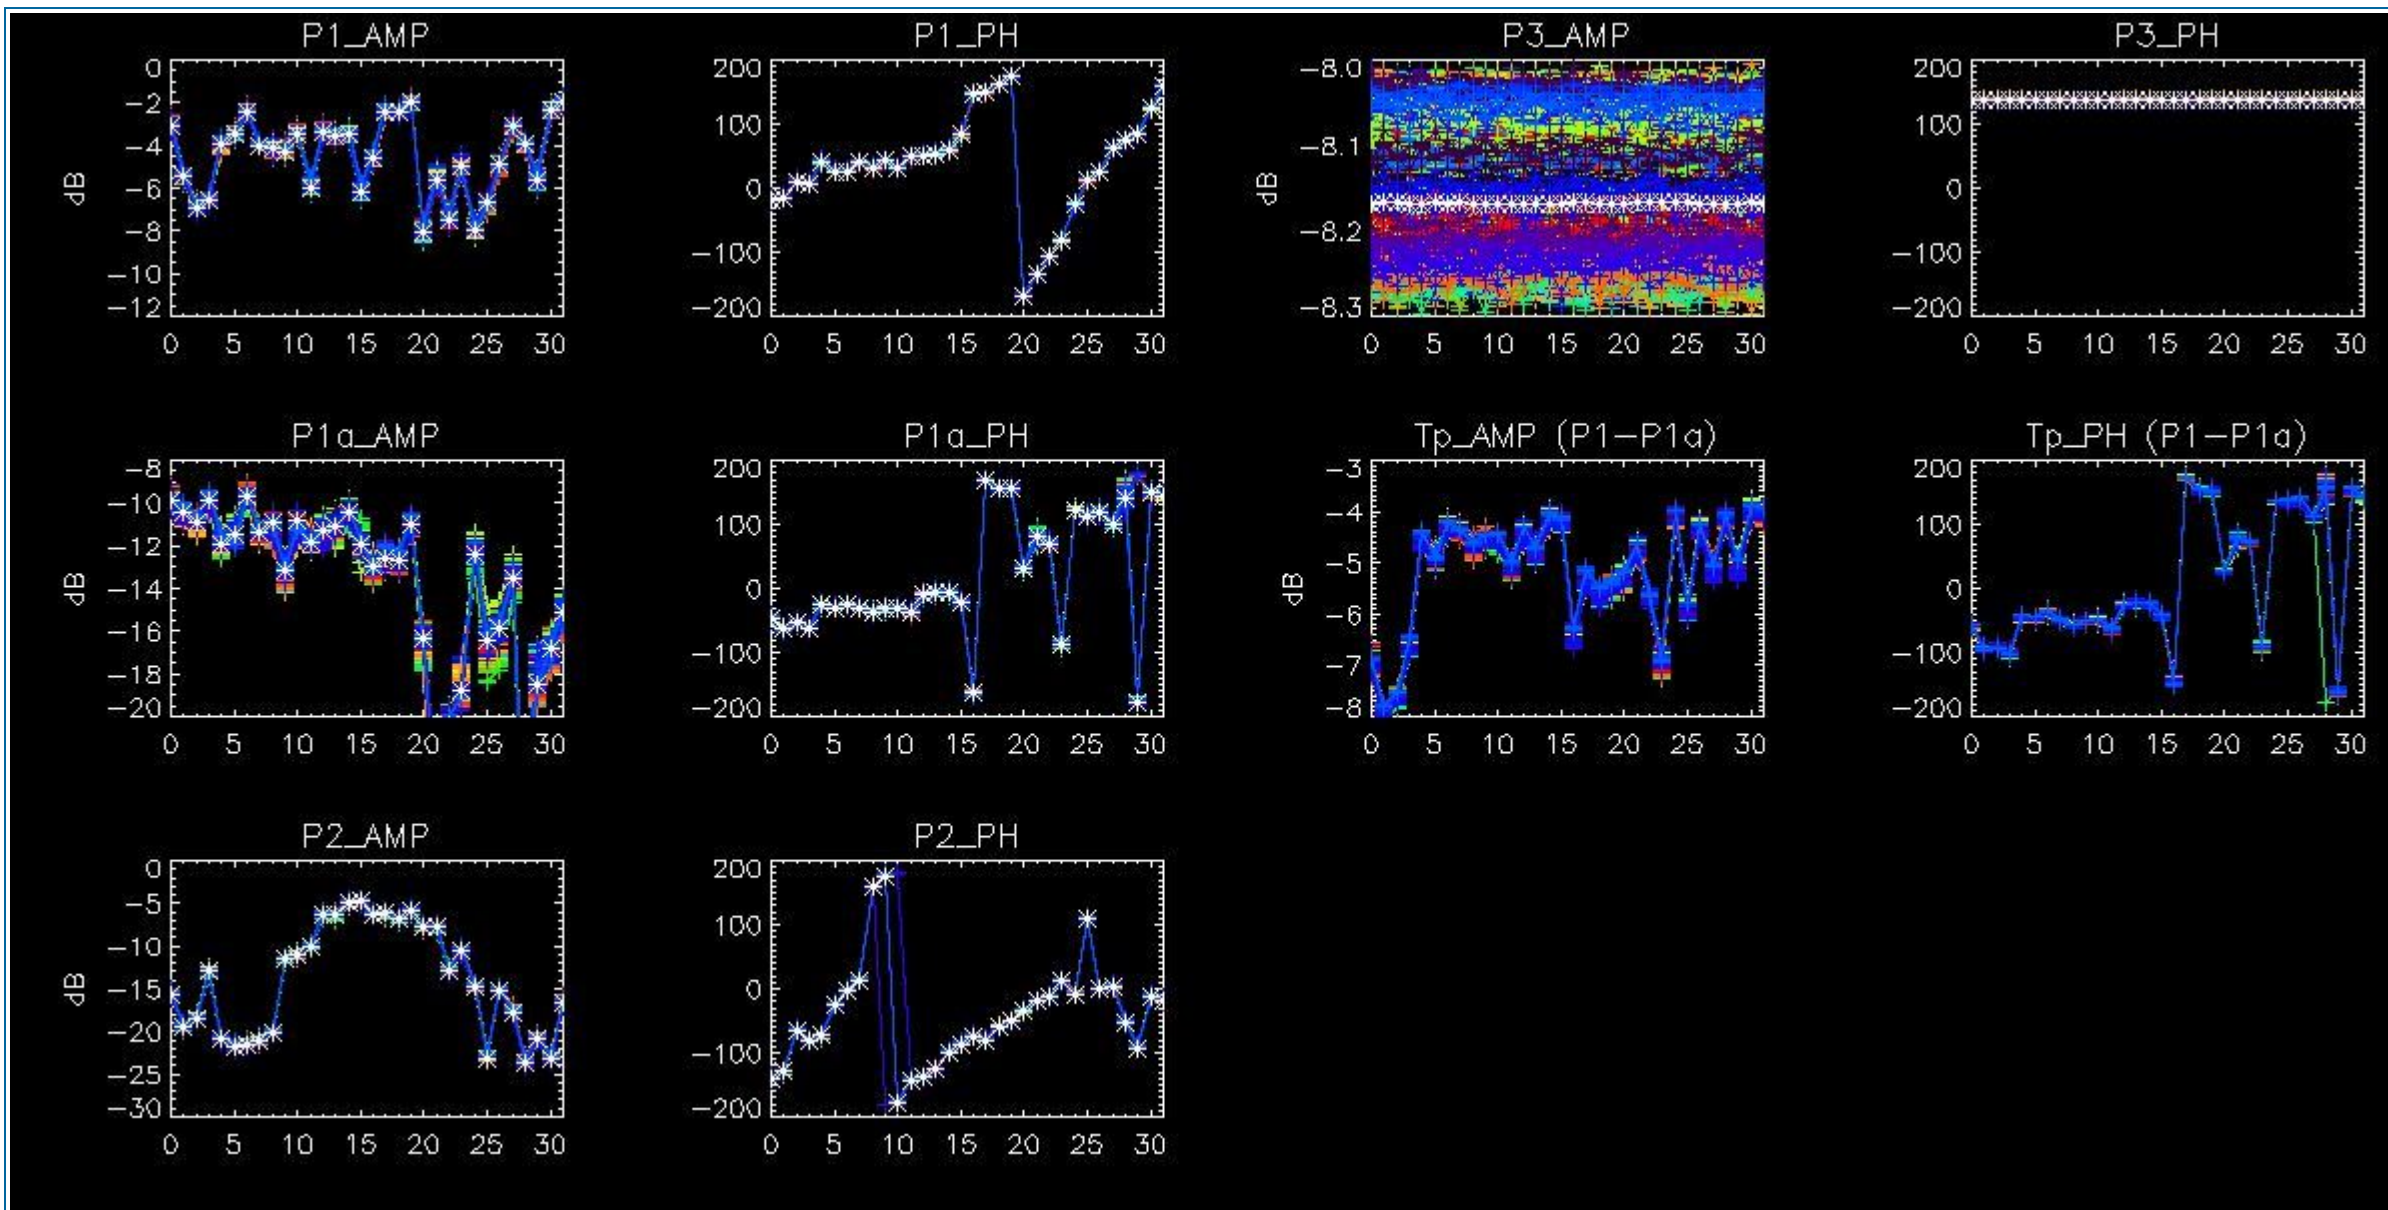 P1_AMP
P1_PH
P3_AMP
P3_PH
0
−2
−4
−6
−8
−10
−12
dB
0 5 10 15 20 25 30
200
100
0
−100
−200
0 5 10 15 20 25 30
−8.0
−8.1
−8.2
−8.3
dB
0 5 10 15 20 25 30
200
100
0
−100
−200
0 5 10 15 20 25 30
P1a_AMP
P1a_PH
Tp_AMP (P1−P1a)
Tp_PH (P1−P1a)
−8
−10
−12
−14
−16
−18
−20
dB
0 5 10 15 20 25 30
200
100
0
−100
−200
0 5 10 15 20 25 30
−3
−4
−5
−6
−7
−8
dB
0 5 10 15 20 25 30
200
100
0
−100
−200
0 5 10 15 20 25 30
P2_AMP
P2_PH
0
−5
−10
−15
−20
−25
−30
dB
0 5 10 15 20 25 30
200
100
0
−100
−200
0 5 10 15 20 25 30